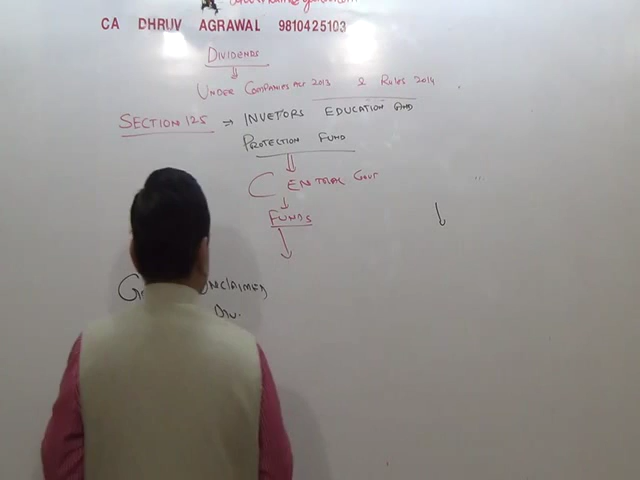 CA DHRUV AGRAWAL 9810425103
DIVIDENDS
UNDER COMPANIES ACT 2013 & RULES 2014
SECTION 125 → INVETORS EDUCATION AND
PROTECTION FUND
CENTRAL GOVT
FUNDS
UNCLAIMED
DIV.